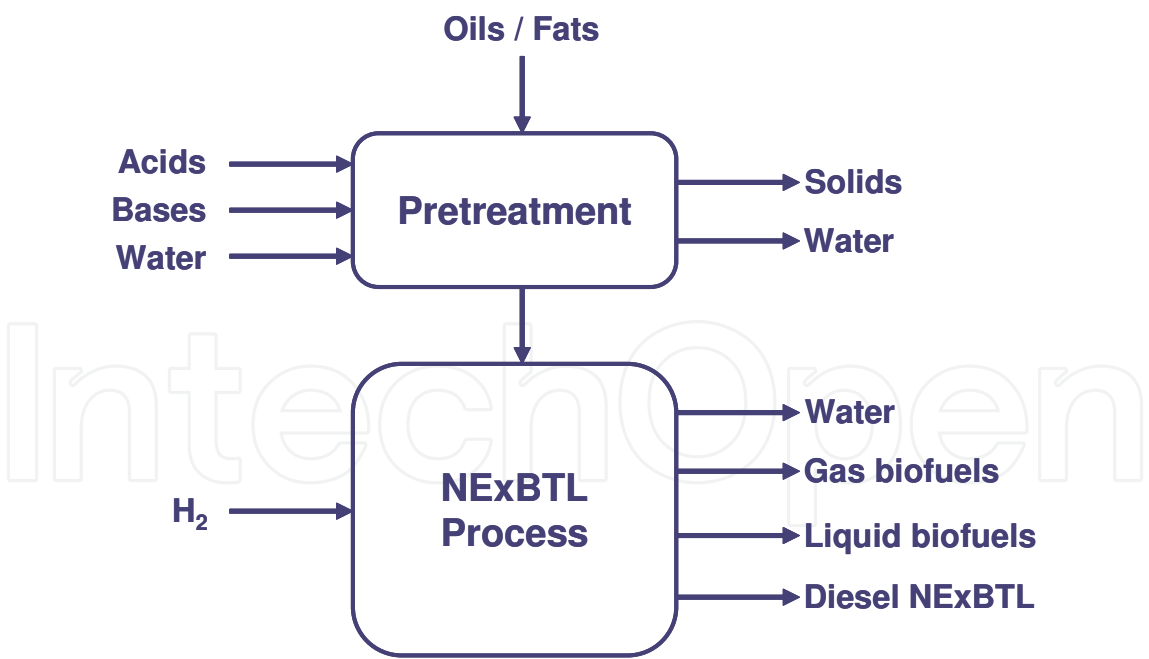 Oils / Fats
Acids
Bases
Water
Pretreatment
Solids
Water
H₂
NExBTL
Process
Water
Gas biofuels
Liquid biofuels
Diesel NExBTL
IntechOpen